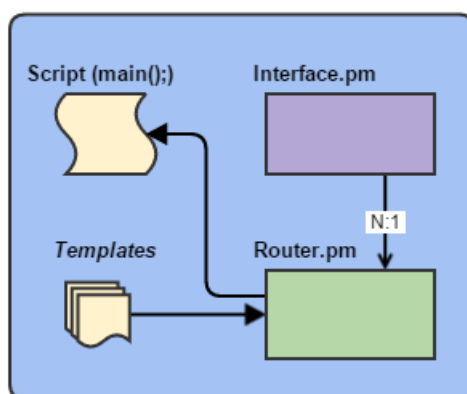 Script (main();)
Interface.pm
N:1
Templates
Router.pm